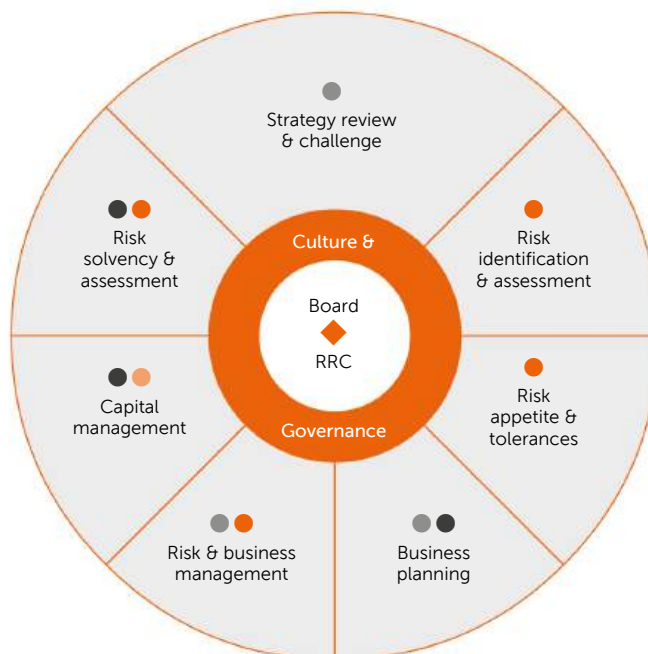 Strategy review
& challenge
Risk
solvency &
assessment
Risk
identification
& assessment
Culture &
Board
RRC
Governance
Capital
management
Risk
appetite &
tolerances
Risk & business
management
Business
planning